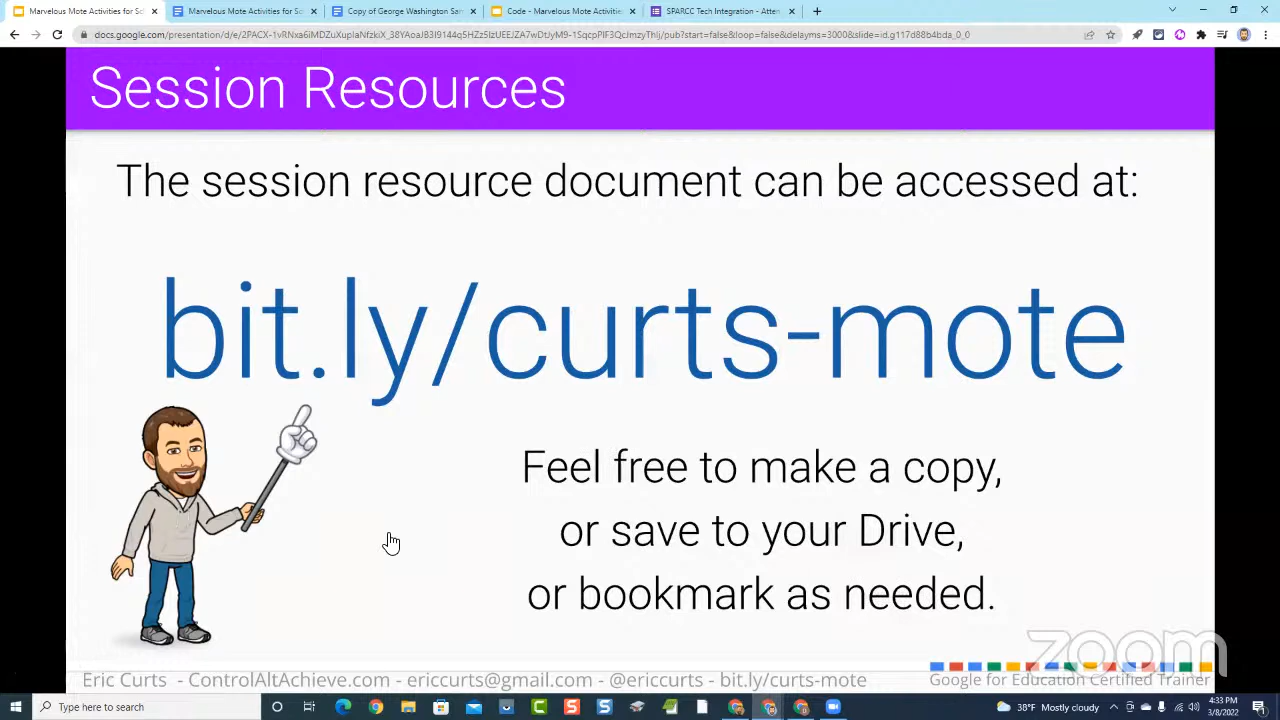 Marvelous Mote Activities for Sc
Marvelous Mote Activities for Sc
Copy of George Washington San
Code - Marvelous Mote Activitie
SPARCC Tech Integration - Atten
Session Resources
The session resource document can be accessed at:
bit.ly/curts-mote
Feel free to make a copy,
or save to your Drive,
or bookmark as needed.
zoom
Eric Curts - ControlAltAchieve.com - ericcurts@gmail.com - @ericcurts - bit.ly/curts-mote
Google for Education Certified Trainer
Type here to search
38°F Mostly cloudy
4:33 PM
3/8/2022